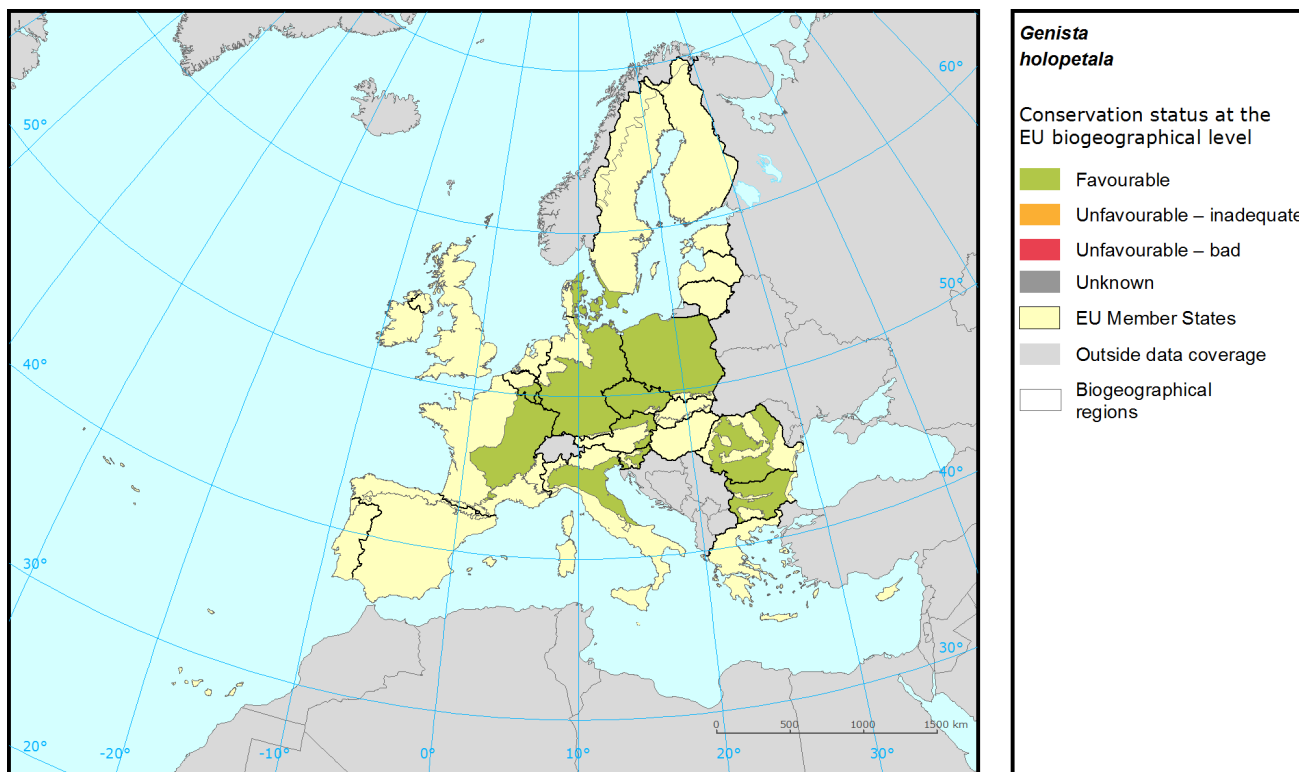 60°
50°
50°
40°
40°
30°
30°
20°
-20°
-10°
0°
10°
20°
30°
0 500 1000 1500 km
Genista
holopetala
Conservation status at the
EU biogeographical level
Favourable
Unfavourable – inadequate
Unfavourable – bad
Unknown
EU Member States
Outside data coverage
Biogeographical
regions